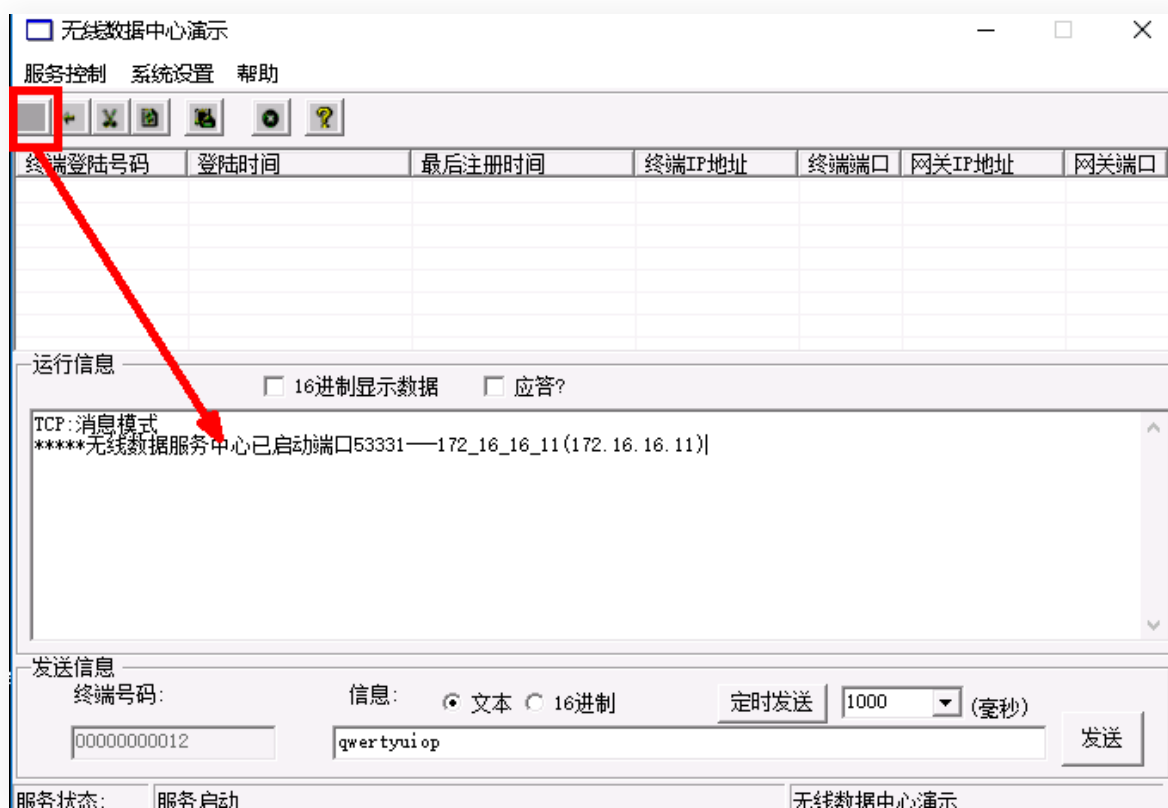 无线数据中心演示
服务控制 系统设置 帮助
终端登陆号码 登陆时间 最后注册时间 终端IP地址 终端端口 网关IP地址 网关端口
运行信息
16进制显示数据 应答?
TCP:消息模式
*****无线数据服务中心已启动端口53331——172_16_16_11(172.16.16.11)
发送信息
终端号码: 信息: 文本 16进制 定时发送 1000 (毫秒)
00000000012 qwertyuiop 发送
服务状态: 服务启动 无线数据中心演示